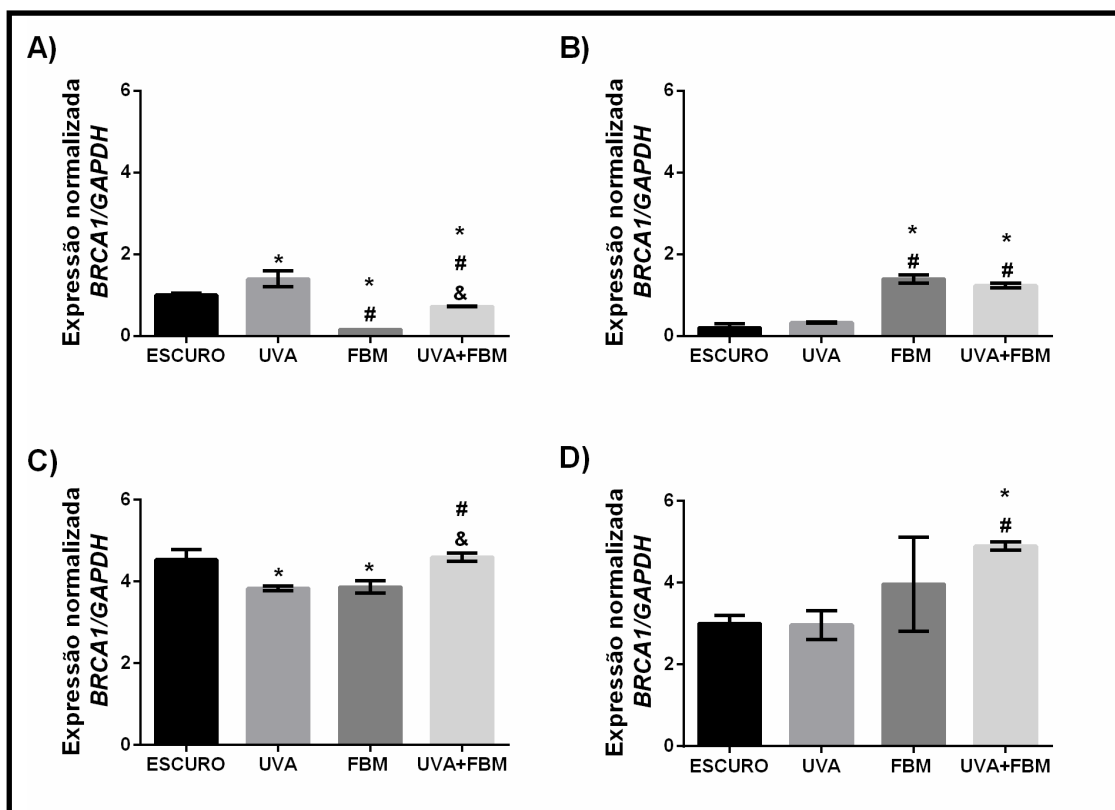 A)
Expressão normalizada
BRCA1/GAPDH
6
4
2
0
*
*
#
*
#
&
ESCURO UVA FBM UVA+FBM
B)
Expressão normalizada
BRCA1/GAPDH
6
4
2
0
*
#
*
#
ESCURO UVA FBM UVA+FBM
C)
Expressão normalizada
BRCA1/GAPDH
6
4
2
0
*
*
#
&
ESCURO UVA FBM UVA+FBM
D)
Expressão normalizada
BRCA1/GAPDH
6
4
2
0
*
#
ESCURO UVA FBM UVA+FBM